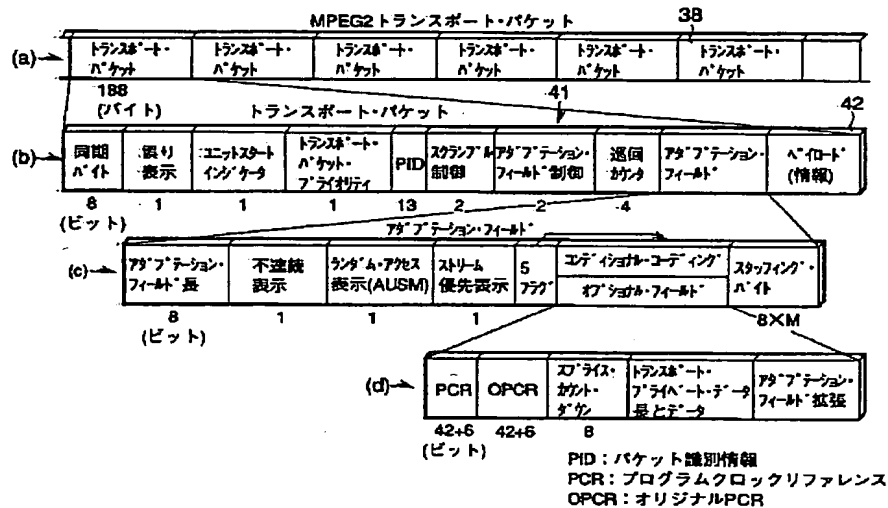 MPEG2トランスポート・パケット
38
(a)
トランスポート・パケット
トランスポート・パケット
トランスポート・パケット
トランスポート・パケット
トランスポート・パケット
トランスポート・パケット
188
(バイト)
トランスポート・パケット
41
42
(b)
同期バイト
誤り表示
ユニットスタートインジケータ
トランスポート・パケット・プライオリティ
PID
スクランブル制御
アダプテーション・フィールド制御
巡回カウンタ
アダプテーション・フィールド
ペイロード(情報)
8
1
1
1
13
2
2
4
(ビット)
アダプテーション・フィールド
(c)
アダプテーション・フィールド長
不連続表示
ランダム・アクセス表示(AUSM)
ストリーム優先表示
5フラグ
コンディショナル・コーディング
オプショナル・フィールド
スタッフィング・バイト
8
1
1
1
8×M
(ビット)
(d)
PCR
OPCR
スプライス・カウント・ダウン
トランスポート・プライベート・データ長とデータ
アダプテーション・フィールド拡張
42+6
42+6
8
(ビット)
PID：パケット識別情報
PCR：プログラムクロックリファレンス
OPCR：オリジナルPCR